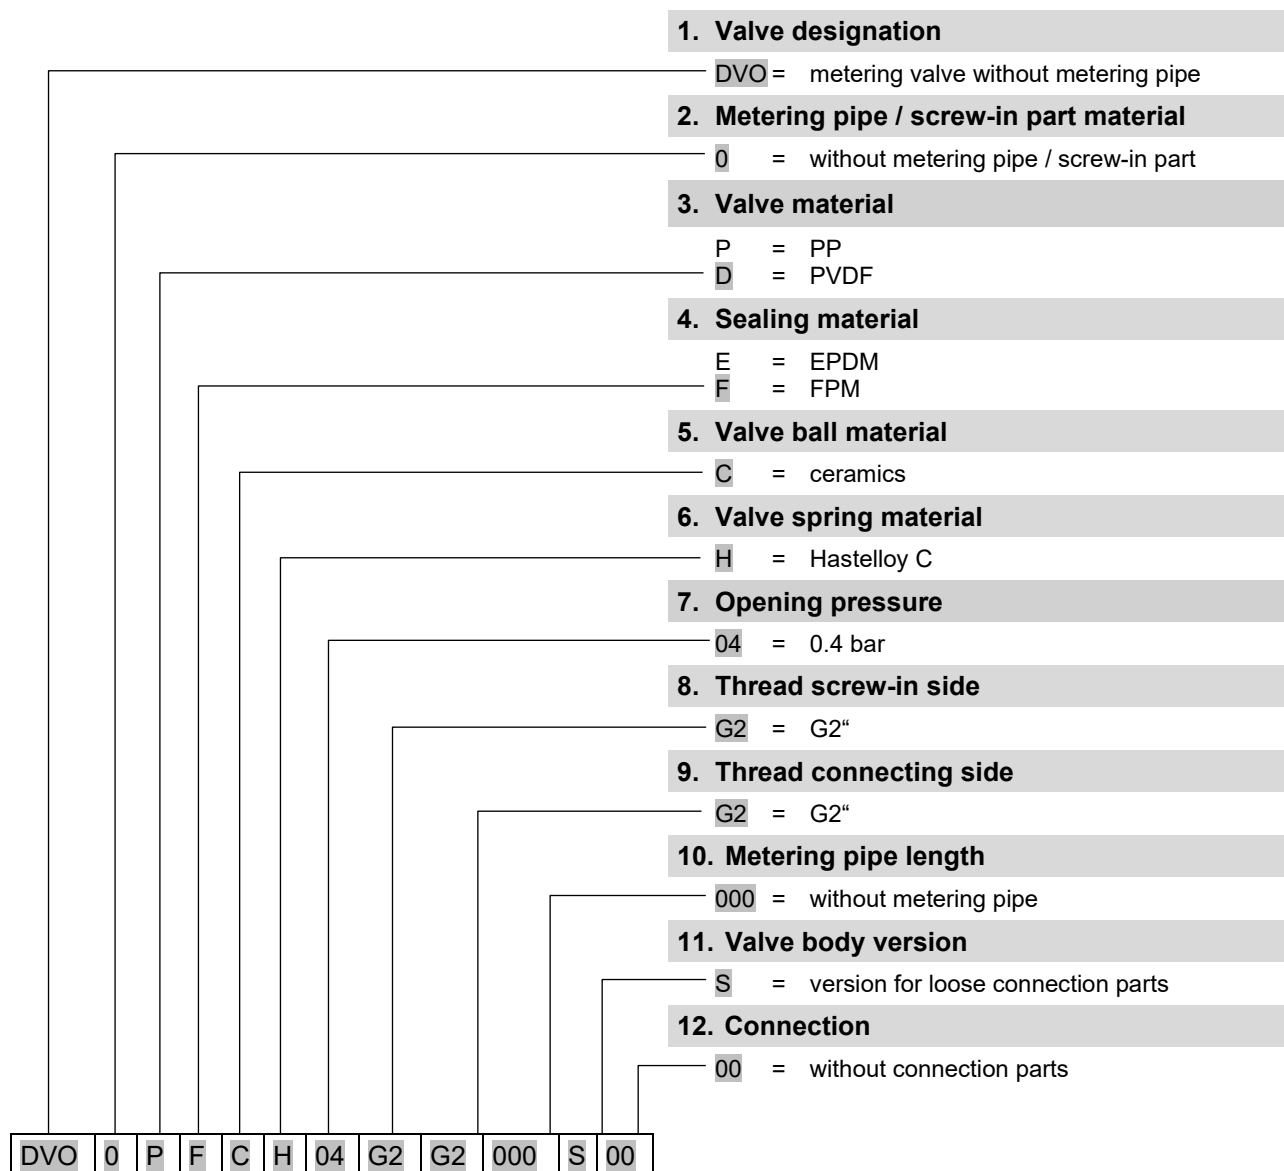 1. Valve designation
DVO = metering valve without metering pipe
2. Metering pipe / screw-in part material
0 = without metering pipe / screw-in part
3. Valve material
P = PP
D = PVDF
4. Sealing material
E = EPDM
F = FPM
5. Valve ball material
C = ceramics
6. Valve spring material
H = Hastelloy C
7. Opening pressure
04 = 0.4 bar
8. Thread screw-in side
G2 = G2“
9. Thread connecting side
G2 = G2“
10. Metering pipe length
000 = without metering pipe
11. Valve body version
S = version for loose connection parts
12. Connection
00 = without connection parts
DVO 0 P F C H 04 G2 G2 000 S 00